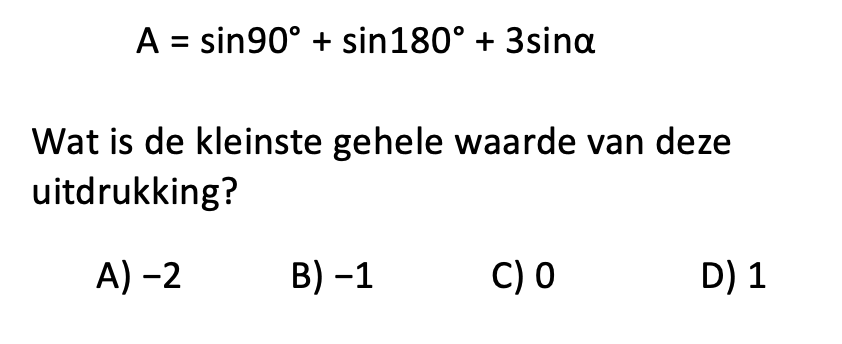 A = sin90° + sin180° + 3sinα
Wat is de kleinste gehele waarde van deze
uitdrukking?
A) −2 B) −1 C) 0 D) 1